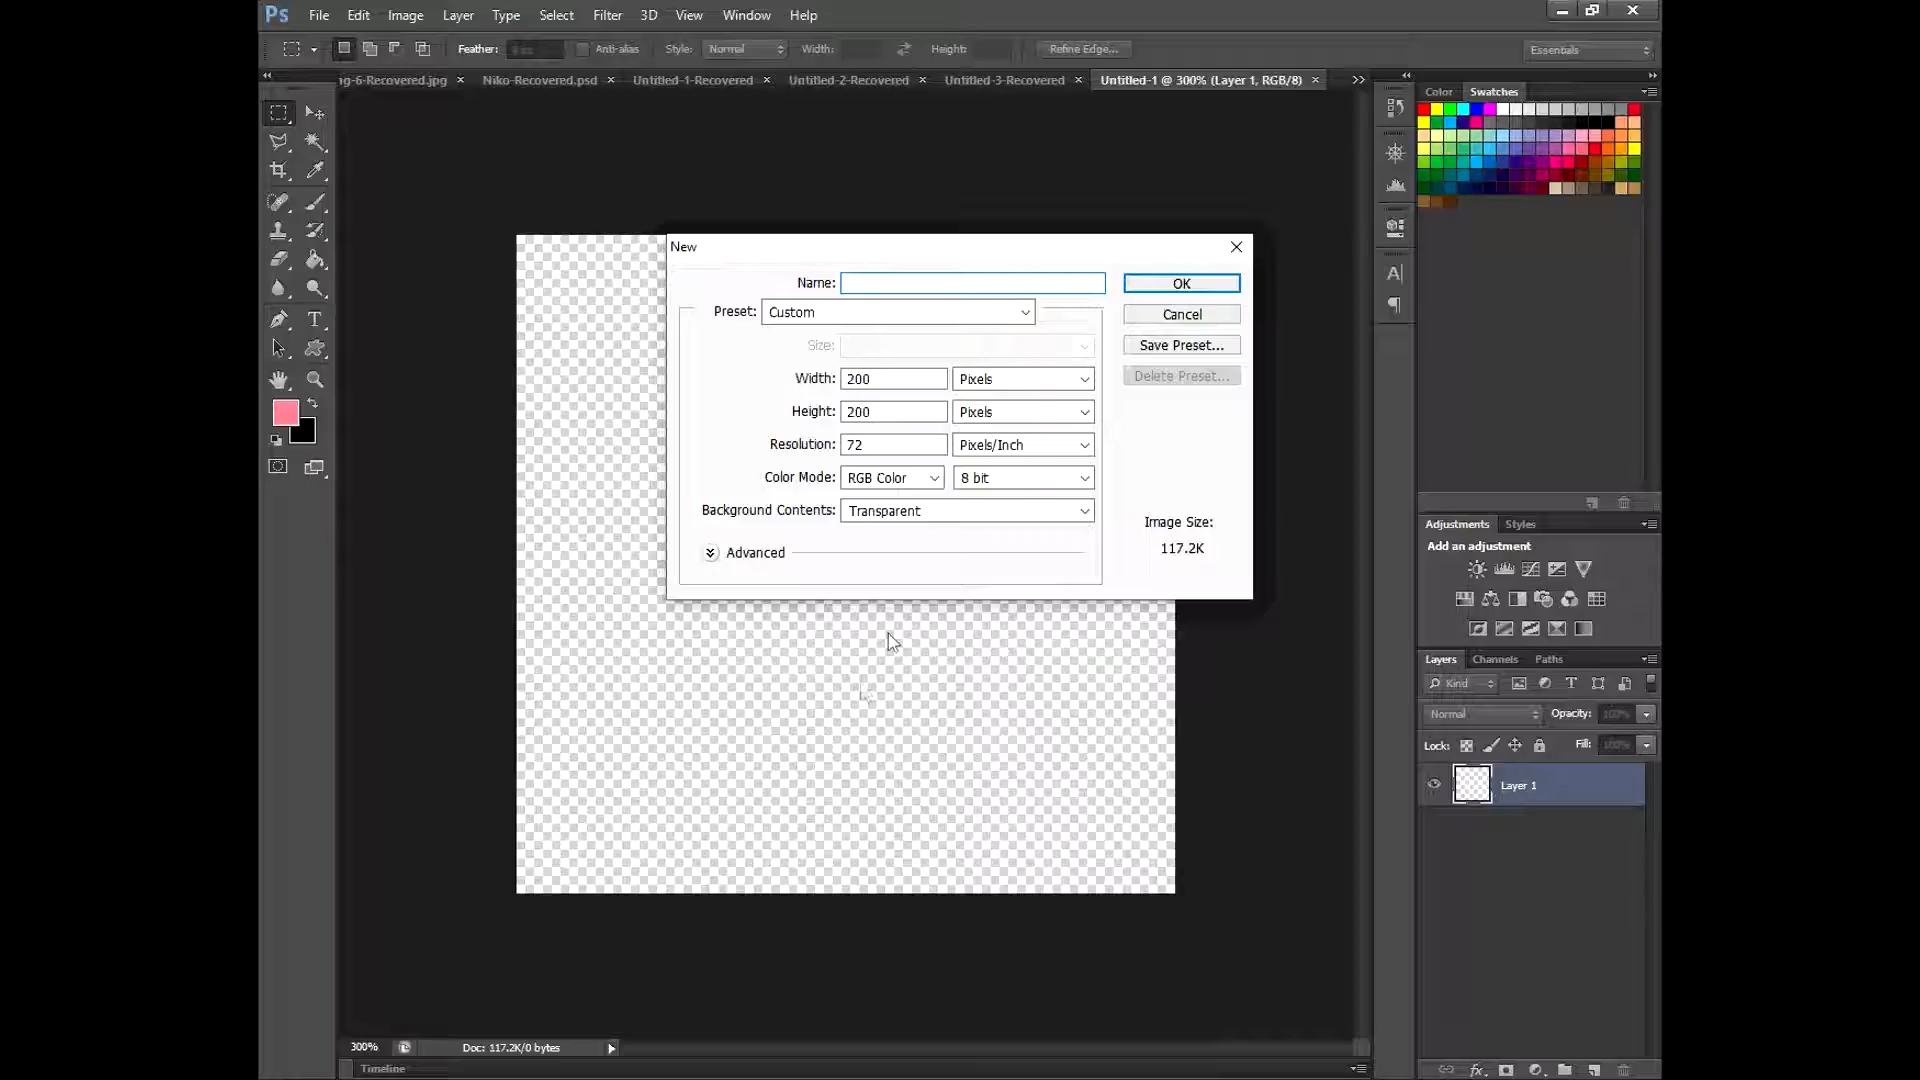 Ps File Edit Image Layer Type Select Filter 3D View Window Help
Feather: Anti-alias Style: Normal Width: Height: Refine Edge... Essentials
ng-6-Recovered.jpg × Niko-Recovered.psd × Untitled-1-Recovered × Untitled-2-Recovered × Untitled-3-Recovered × Untitled-1 @ 300% (Layer 1, RGB/8) × >>
Color Swatches
New
Name:
OK
Preset: Custom
Cancel
Size:
Save Preset...
Width: 200 Pixels
Delete Preset...
Height: 200 Pixels
Resolution: 72 Pixels/Inch
Color Mode: RGB Color 8 bit
Background Contents: Transparent
Image Size:
117.2K
Advanced
Adjustments Styles
Add an adjustment
Layers Channels Paths
Kind
Normal Opacity: 100%
Lock: Fill: 100%
Layer 1
300% Doc: 117.2K/0 bytes
Timeline